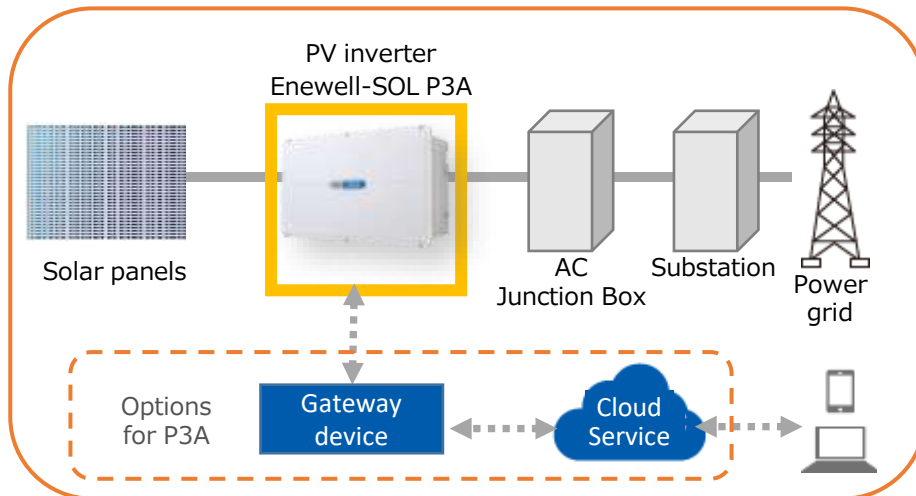 PV inverter
Enewell-SOL P3A
Solar panels
AC
Junction Box
Substation
Power
grid
Options
for P3A
Gateway
device
Cloud
Service